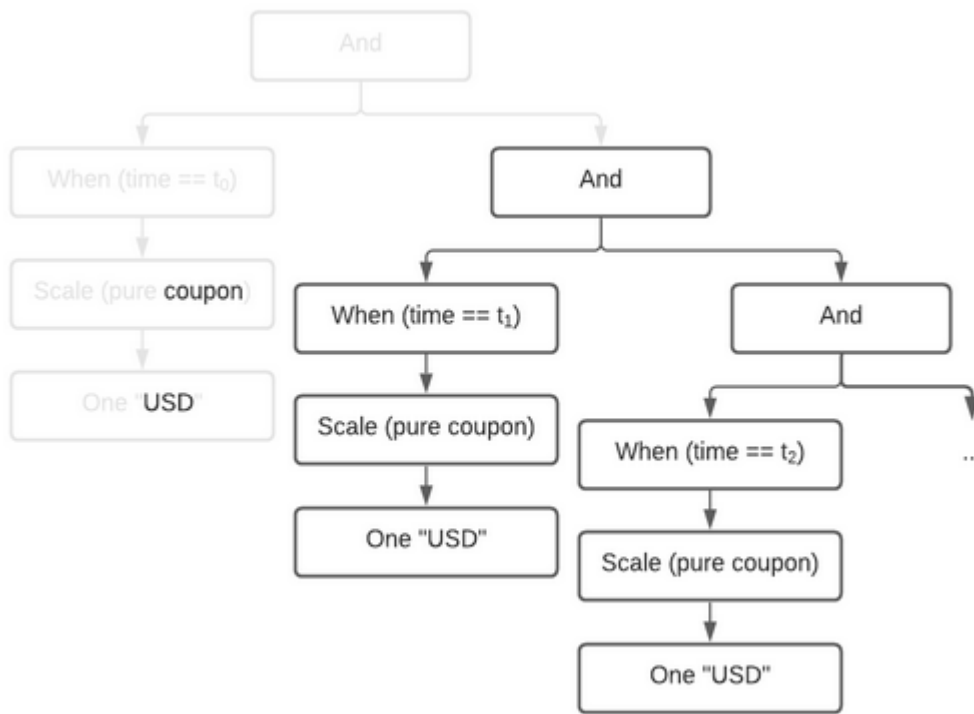 And
When (time == t₀)
And
Scale (pure coupon)
When (time == t₁)
And
One "USD"
Scale (pure coupon)
When (time == t₂)
...
One "USD"
Scale (pure coupon)
One "USD"